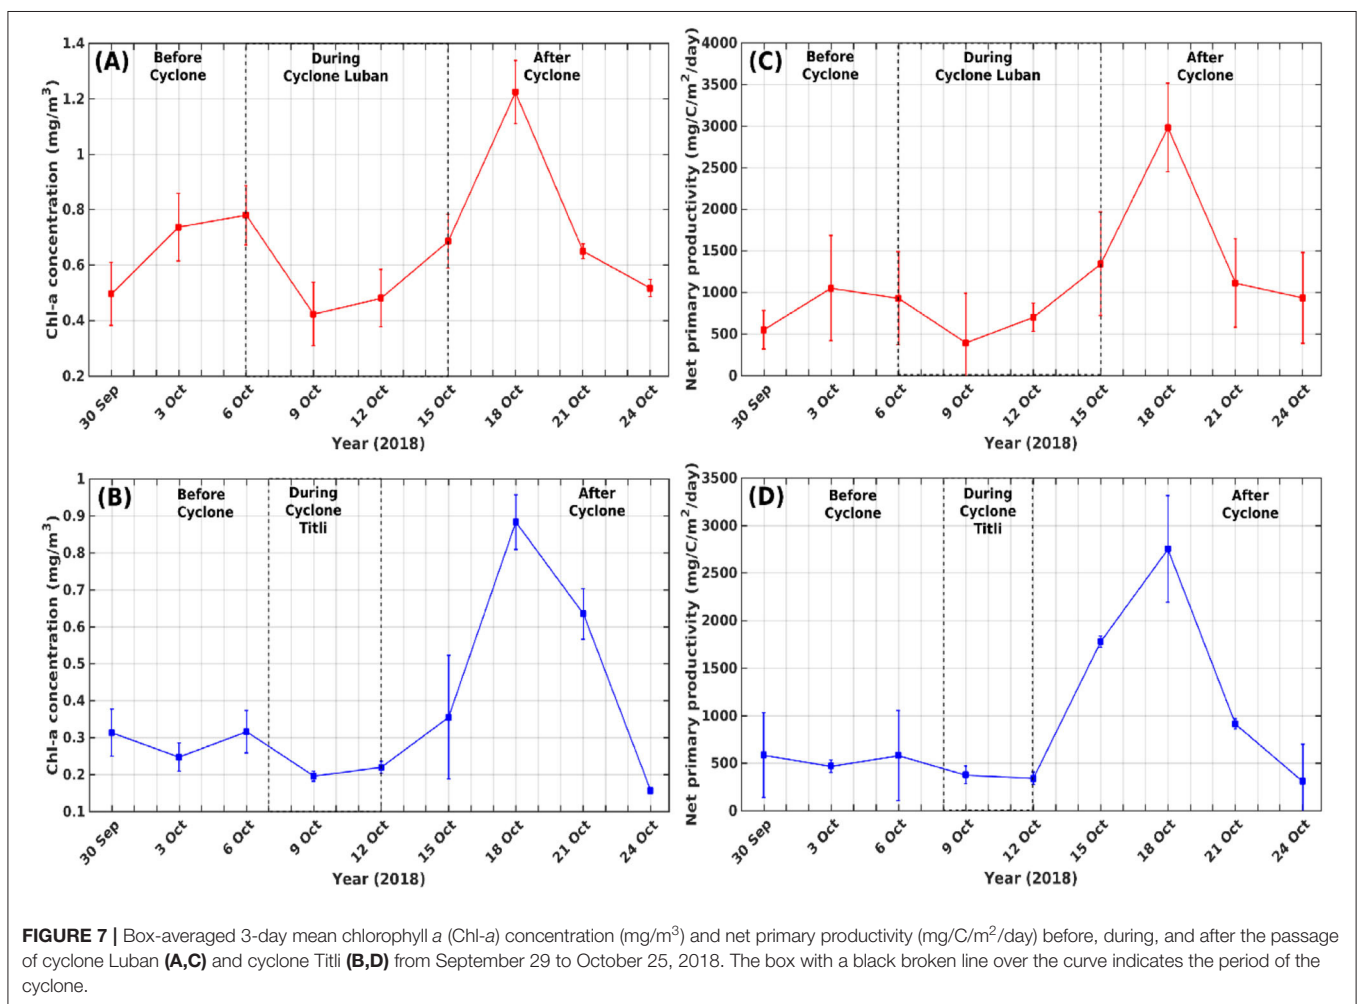 (A)
Before
Cyclone
During
Cyclone Luban
After
Cyclone
Chl-a concentration (mg/m³)
1.4
1.2
1
0.8
0.6
0.4
0.2
30 Sep
3 Oct
6 Oct
9 Oct
12 Oct
15 Oct
18 Oct
21 Oct
24 Oct
Year (2018)
(C)
Before
Cyclone
During
Cyclone Luban
After
Cyclone
Net primary productivity (mg/C/m²/day)
4000
3500
3000
2500
2000
1500
1000
500
0
30 Sep
3 Oct
6 Oct
9 Oct
12 Oct
15 Oct
18 Oct
21 Oct
24 Oct
Year (2018)
(B)
Before
Cyclone
During
Cyclone
Titli
After
Cyclone
Chl-a concentration (mg/m³)
1
0.9
0.8
0.7
0.6
0.5
0.4
0.3
0.2
0.1
30 Sep
3 Oct
6 Oct
9 Oct
12 Oct
15 Oct
18 Oct
21 Oct
24 Oct
Year (2018)
(D)
Before
Cyclone
During
Cyclone
Titli
After
Cyclone
Net primary productivity (mg/C/m²/day)
3500
3000
2500
2000
1500
1000
500
0
30 Sep
3 Oct
6 Oct
9 Oct
12 Oct
15 Oct
18 Oct
21 Oct
24 Oct
Year (2018)
FIGURE 7 | Box-averaged 3-day mean chlorophyll a (Chl-a) concentration (mg/m³) and net primary productivity (mg/C/m²/day) before, during, and after the passage
of cyclone Luban (A,C) and cyclone Titli (B,D) from September 29 to October 25, 2018. The box with a black broken line over the curve indicates the period of the
cyclone.